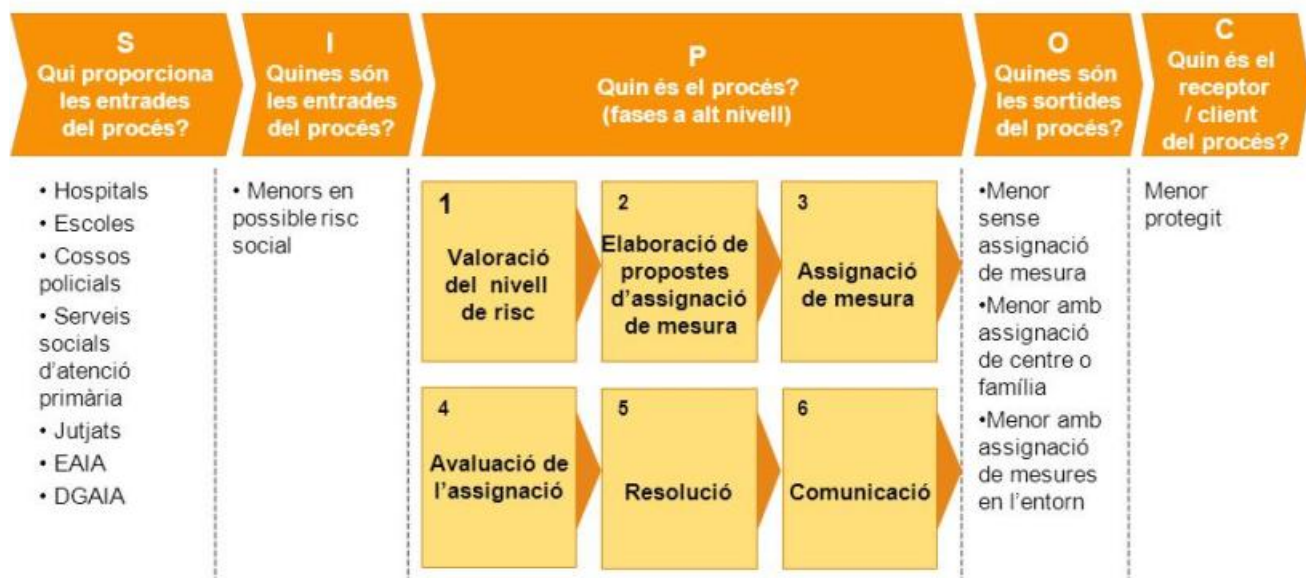 S
Qui proporciona
les entrades
del procés?
I
Quines són
les entrades
del procés?
P
Quin és el procés?
(fases a alt nivell)
O
Quines són
les sortides
del procés?
C
Quin és el
receptor
/ client
del procés?
• Hospitals
• Escoles
• Cossos
policials
• Serveis
socials
d'atenció
primària
• Jutjats
• EAIA
• DGAIA
• Menors en
possible risc
social
1
Valoració
del nivell
de risc
2
Elaboració de
propostes
d'assignació
de mesura
3
Assignació
de mesura
4
Avaluació de
l'assignació
5
Resolució
6
Comunicació
•Menor
sense
assignació
de mesura
•Menor amb
assignació
de centre o
família
•Menor amb
assignació
de mesures
en l'entorn
Menor
protegit